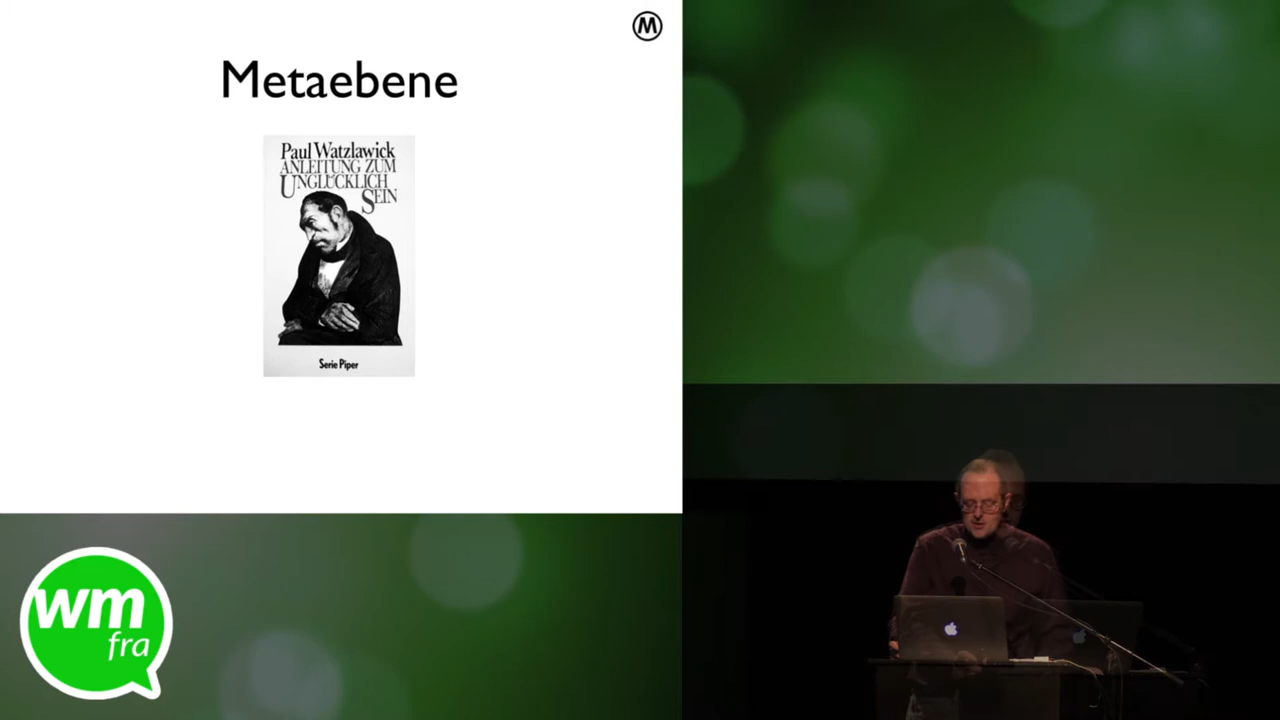 M
Metaebene
Paul Watzlawick
ANLEITUNG ZUM
UNGLÜCKLICH
SEIN
Serie Piper
wm
fra